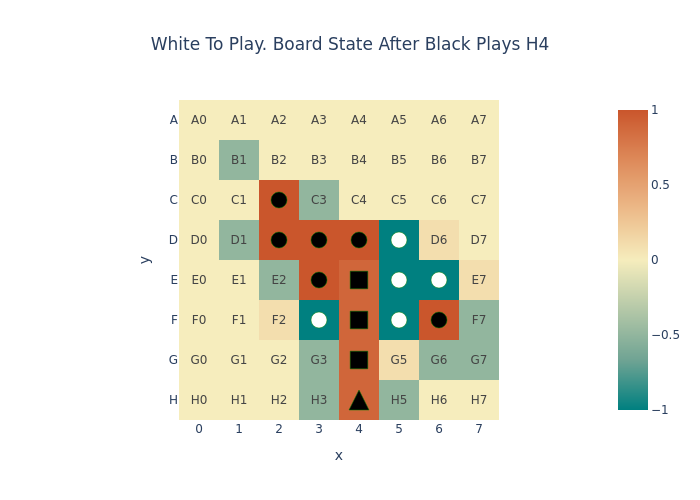 White To Play. Board State After Black Plays H4
A A0 A1 A2 A3 A4 A5 A6 A7
B B0 B1 B2 B3 B4 B5 B6 B7
C C0 C1 C3 C4 C5 C6 C7
D D0 D1 D6 D7
E E0 E1 E2 E7
F F0 F1 F2 F7
G G0 G1 G2 G3 G5 G6 G7
H H0 H1 H2 H3 H5 H6 H7
0 1 2 3 4 5 6 7
x
y
1
0.5
0
−0.5
−1